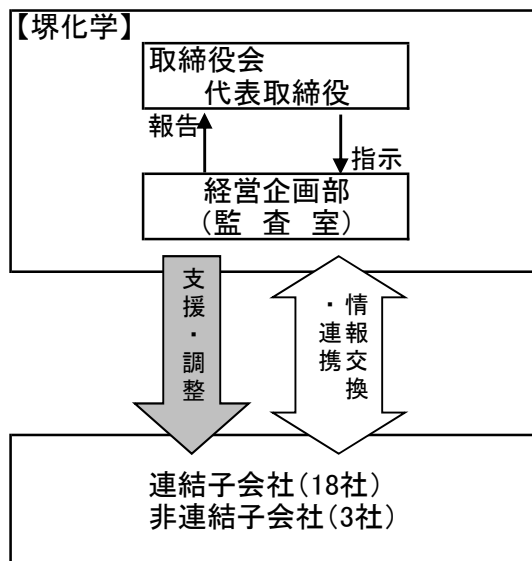 【堺化学】
取締役会
代表取締役
報告
指示
経営企画部
（監　査　室）
支援・調整
情報交換
・連携
連結子会社（18社）
非連結子会社（3社）